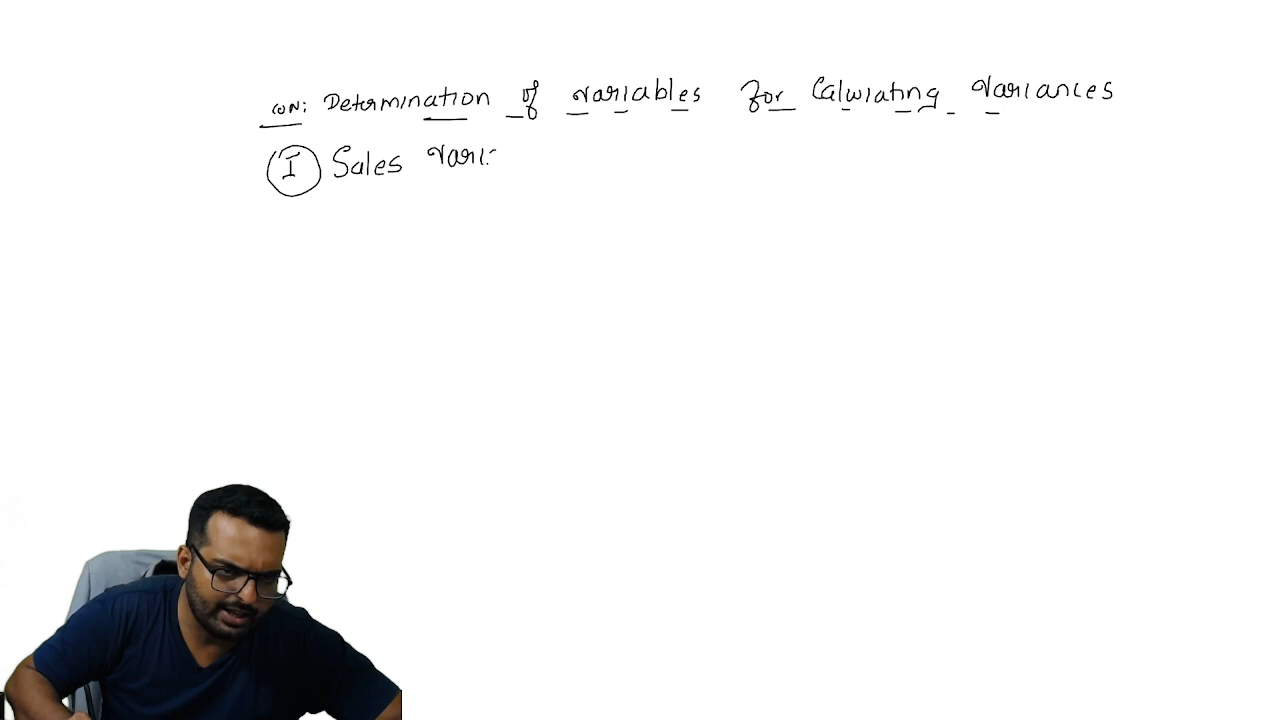 CON: Determination of variables for Calculating Variances
I Sales Vari: